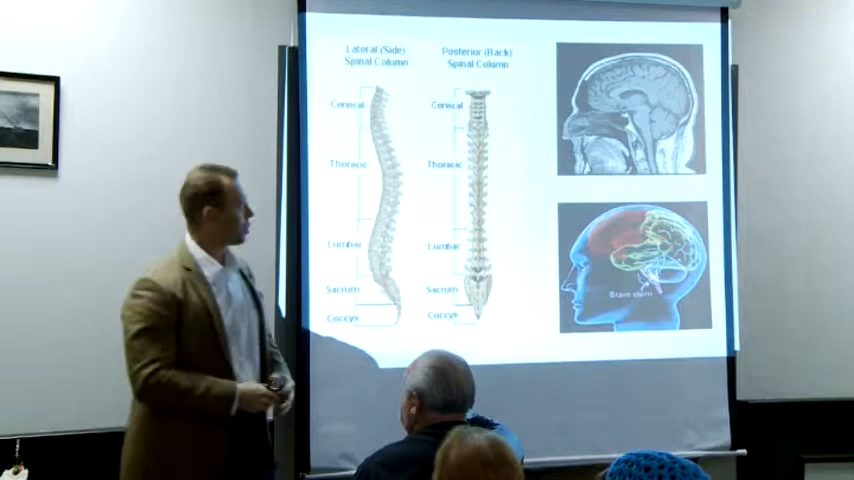 Lateral (Side)
Spinal Column
Cervical
Thoracic
Lumbar
Sacrum
Coccyx
Posterior (Back)
Spinal Column
Cervical
Thoracic
Lumbar
Sacrum
Coccyx
Brain stem